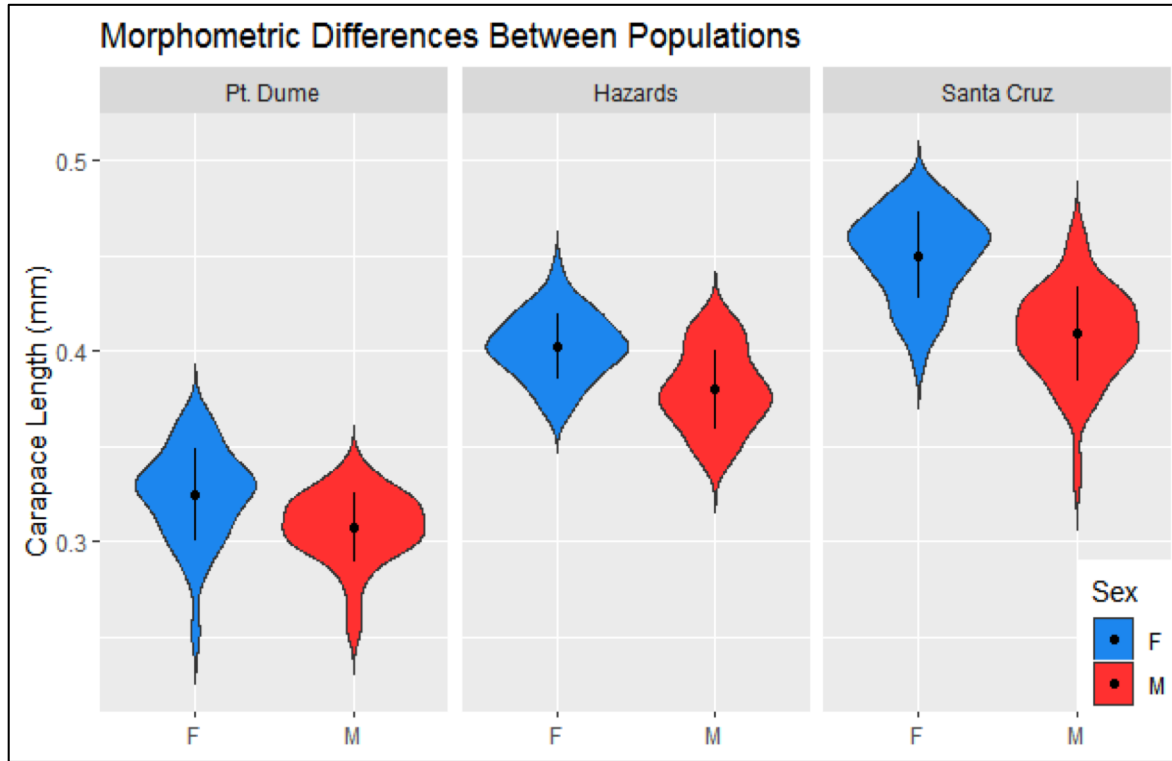 Morphometric Differences Between Populations
Pt. Dume
Hazards
Santa Cruz
Carapace Length (mm)
0.5
0.4
0.3
F
M
F
M
F
M
Sex
F
M